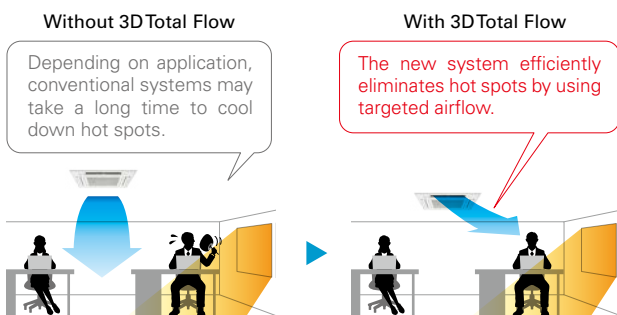 Without 3D Total Flow
Depending on application,
conventional systems may
take a long time to cool
down hot spots.
With 3D Total Flow
The new system efficiently
eliminates hot spots by using
targeted airflow.